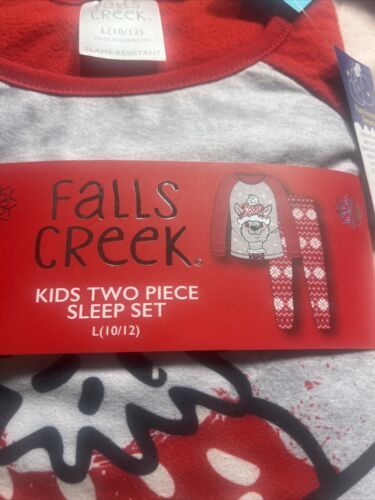 Falls
Creek.
L(10/12)
FLAME RESISTANT
Falls
Creek.
KIDS TWO PIECE
SLEEP SET
L(10/12)